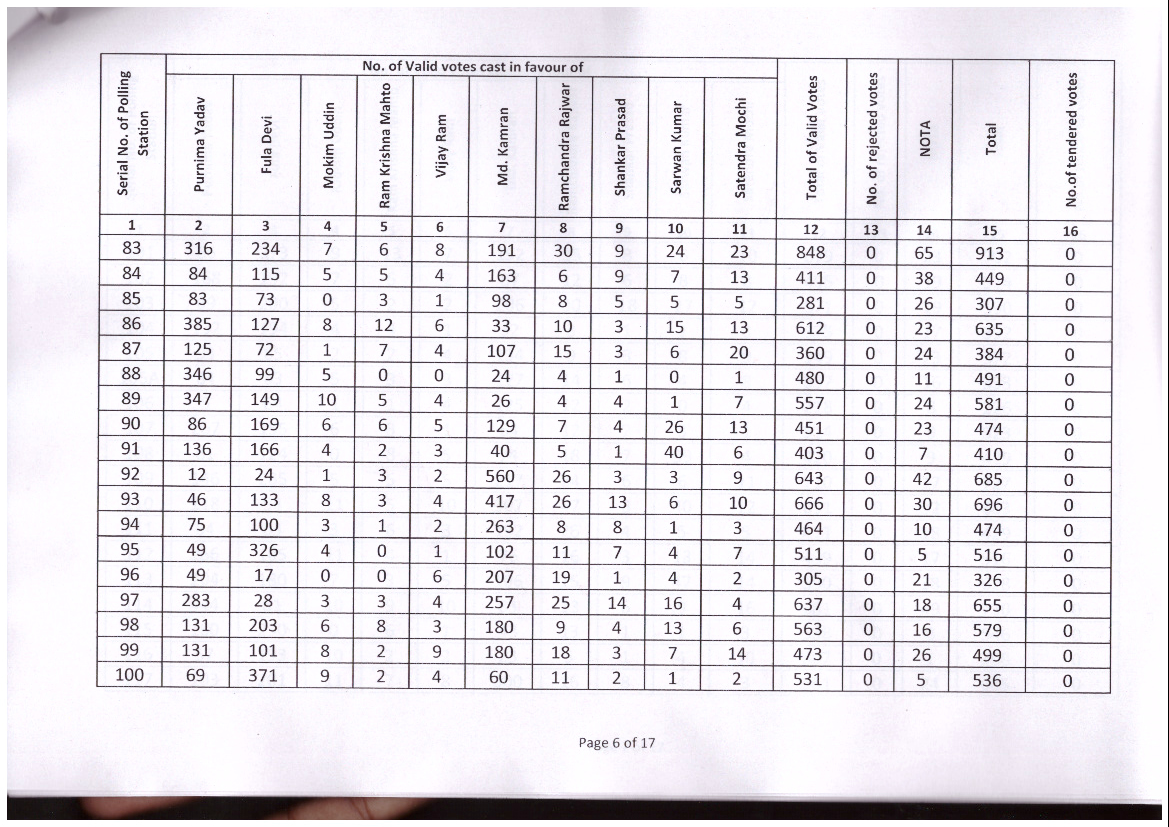 No. of Valid votes cast in favour of
Serial No. of Polling Station Purnima Yadav Fula Devi Mokim Uddin Ram Krishna Mahto Vijay Ram Md. Kamran Ramchandra Rajwar Shankar Prasad Sarwan Kumar Satendra Mochi Total of Valid Votes No. of rejected votes NOTA Total No.of tendered votes
1 2 3 4 5 6 7 8 9 10 11 12 13 14 15 16
83 316 234 7 6 8 191 30 9 24 23 848 0 65 913 0
84 84 115 5 5 4 163 6 9 7 13 411 0 38 449 0
85 83 73 0 3 1 98 8 5 5 5 281 0 26 307 0
86 385 127 8 12 6 33 10 3 15 13 612 0 23 635 0
87 125 72 1 7 4 107 15 3 6 20 360 0 24 384 0
88 346 99 5 0 0 24 4 1 0 1 480 0 11 491 0
89 347 149 10 5 4 26 4 4 1 7 557 0 24 581 0
90 86 169 6 6 5 129 7 4 26 13 451 0 23 474 0
91 136 166 4 2 3 40 5 1 40 6 403 0 7 410 0
92 12 24 1 3 2 560 26 3 3 9 643 0 42 685 0
93 46 133 8 3 4 417 26 13 6 10 666 0 30 696 0
94 75 100 3 1 2 263 8 8 1 3 464 0 10 474 0
95 49 326 4 0 1 102 11 7 4 7 511 0 5 516 0
96 49 17 0 0 6 207 19 1 4 2 305 0 21 326 0
97 283 28 3 3 4 257 25 14 16 4 637 0 18 655 0
98 131 203 6 8 3 180 9 4 13 6 563 0 16 579 0
99 131 101 8 2 9 180 18 3 7 14 473 0 26 499 0
100 69 371 9 2 4 60 11 2 1 2 531 0 5 536 0
Page 6 of 17